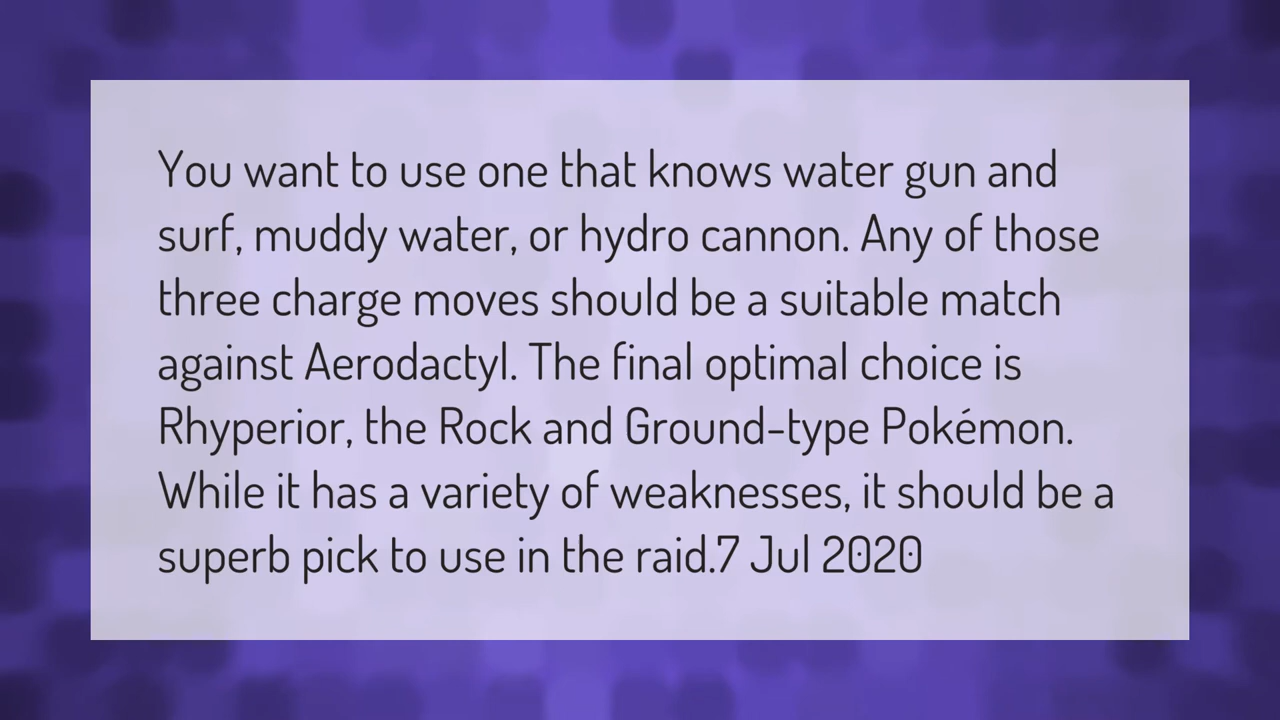 You want to use one that knows water gun and
surf, muddy water, or hydro cannon. Any of those
three charge moves should be a suitable match
against Aerodactyl. The final optimal choice is
Rhyperior, the Rock and Ground-type Pokémon.
While it has a variety of weaknesses, it should be a
superb pick to use in the raid.7 Jul 2020